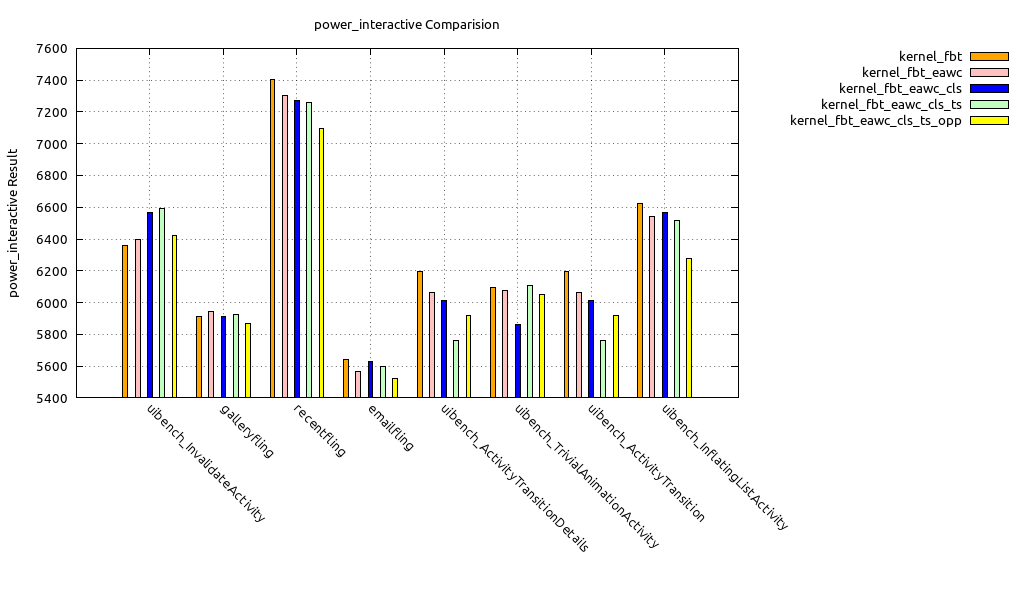 power_interactive Comparision
power_interactive Result
7600
7400
7200
7000
6800
6600
6400
6200
6000
5800
5600
5400
uibench_InvalidateActivity
galleryfling
recentfling
emailfling
uibench_ActivityTransitionDetails
uibench_TrivialAnimationActivity
uibench_ActivityTransition
uibench_InflatingListActivity
kernel_fbt
kernel_fbt_eawc
kernel_fbt_eawc_cls
kernel_fbt_eawc_cls_ts
kernel_fbt_eawc_cls_ts_opp